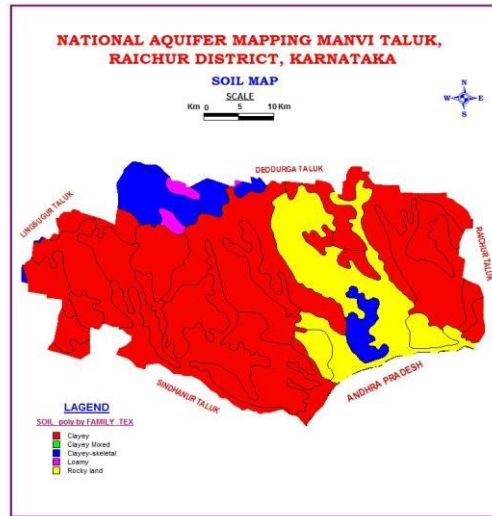 NATIONAL AQUIFER MAPPING MANVI TALUK,
RAICHUR DISTRICT, KARNATAKA
SOIL MAP
SCALE
Km 0 5 10 Km
N
W E
S
DEODURGA TALUK
LINGSUGUR TALUK
RAICHUR TALUK
SINDHANUR TALUK
ANDHRA PRADESH
LEGEND
SOIL_poly by FAMILY_TEX
Clayey
Clayey Mixed
Clayey-skeletal
Loamy
Rocky land